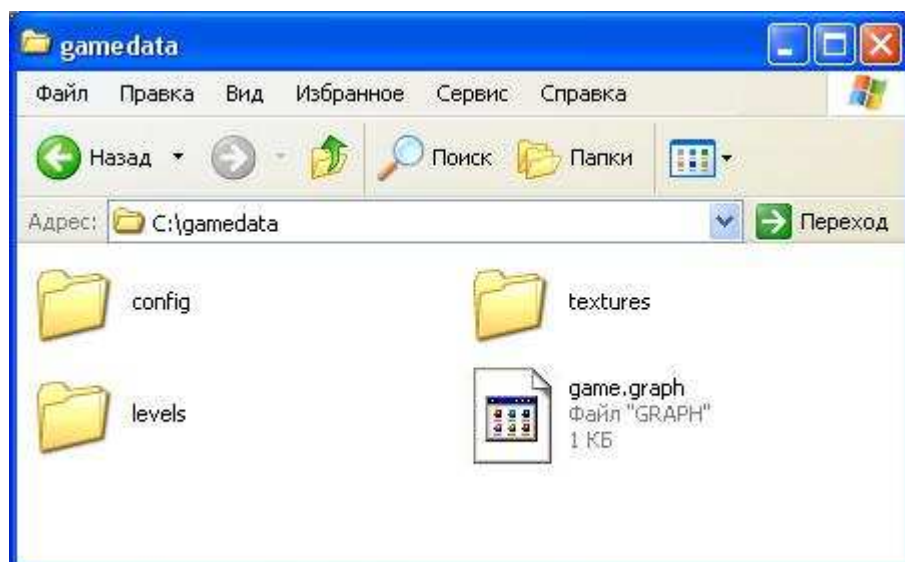 gamedata
Файл Правка Вид Избранное Сервис Справка
Назад Поиск Папки
Адрес: C:\gamedata Переход
config
textures
levels
game.graph
Файл "GRAPH"
1 КБ